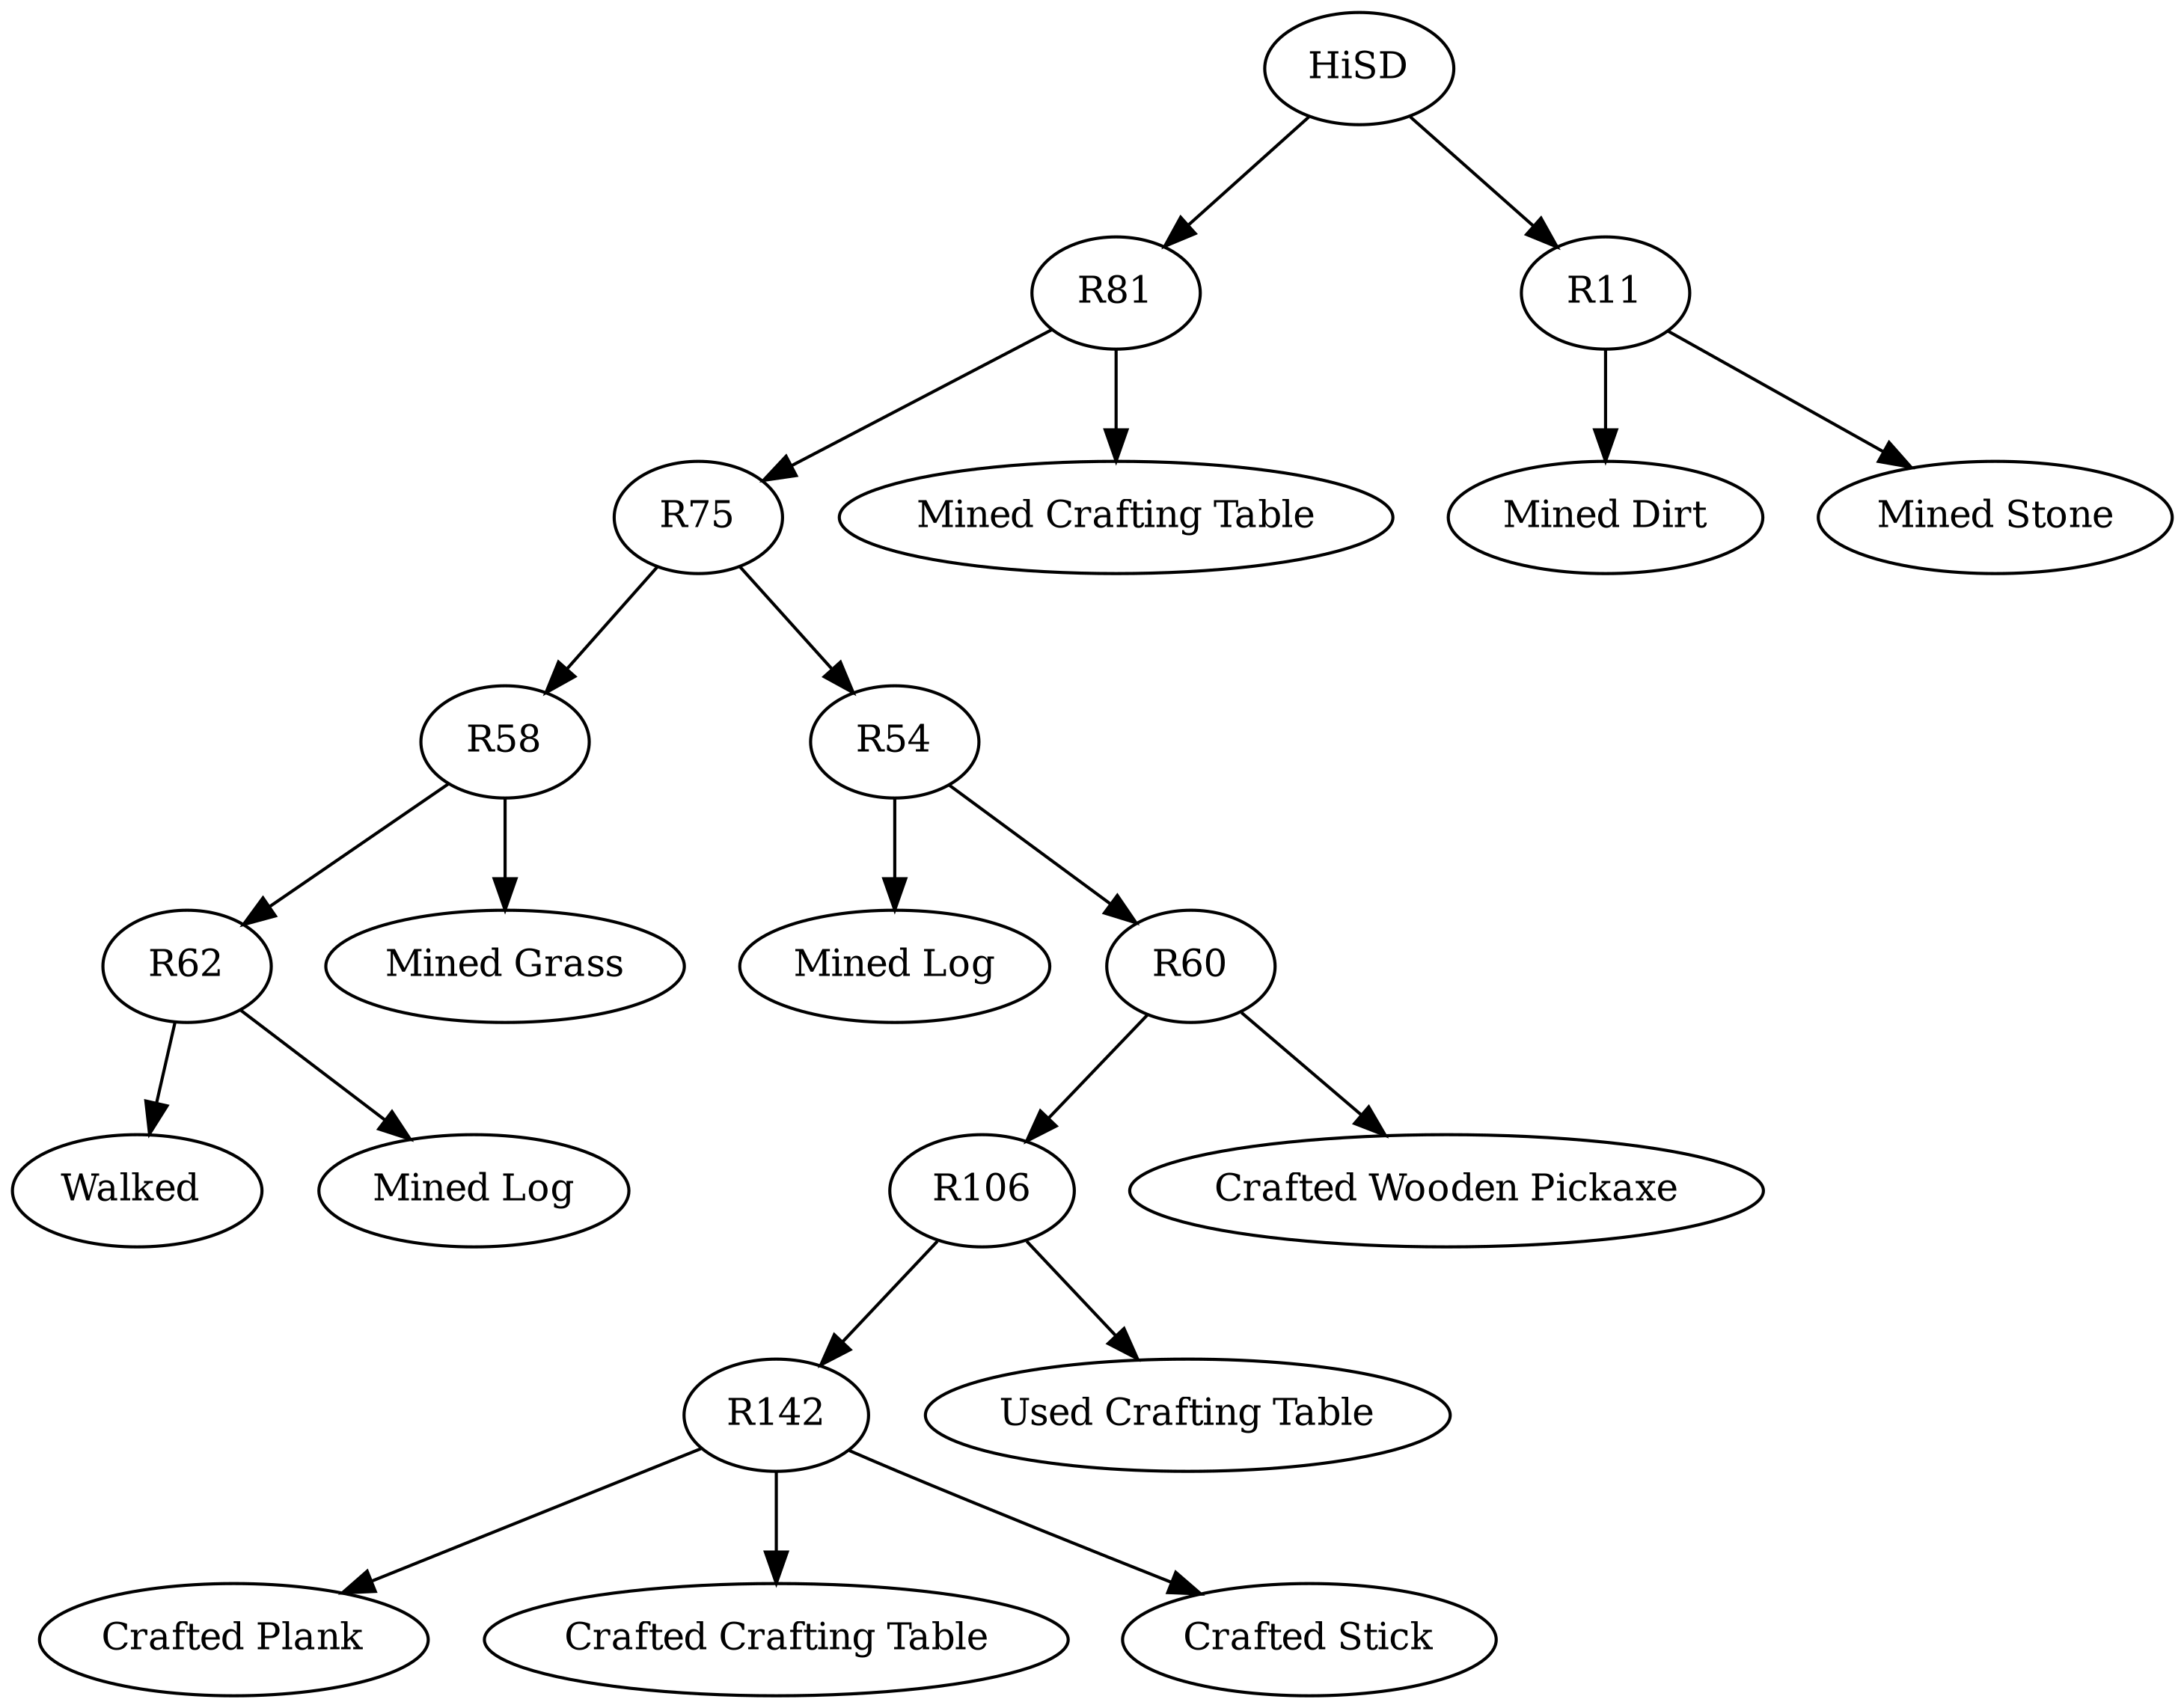 HiSD
R81
R11
R75
Mined Crafting Table
Mined Dirt
Mined Stone
R58
R54
R62
Mined Grass
Mined Log
R60
Walked
Mined Log
R106
Crafted Wooden Pickaxe
R142
Used Crafting Table
Crafted Plank
Crafted Crafting Table
Crafted Stick